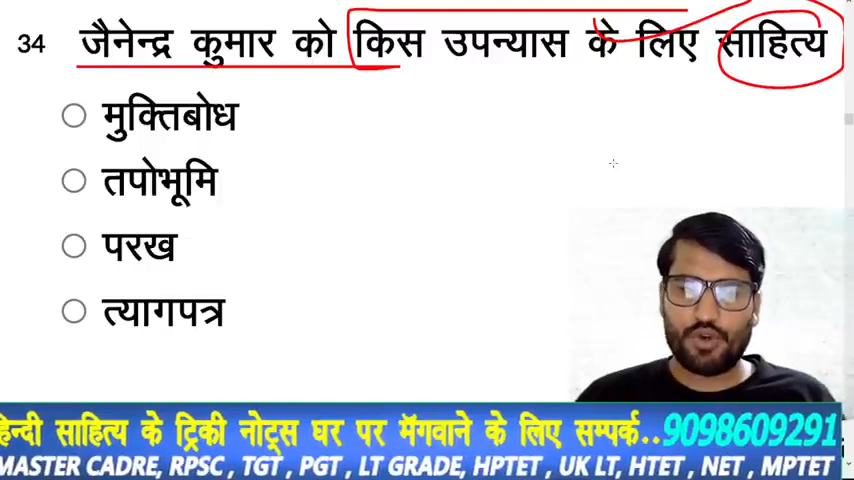 34 जैनेन्द्र कुमार को किस उपन्यास के लिए साहित्य
मुक्तिबोध
तपोभूमि
परख
त्यागपत्र
हिन्दी साहित्य के ट्रिकी नोट्स घर पर मॅगवाने के लिए सम्पर्क..9098609291
MASTER CADRE, RPSC , TGT , PGT , LT GRADE, HPTET , UK LT, HTET , NET , MPTET